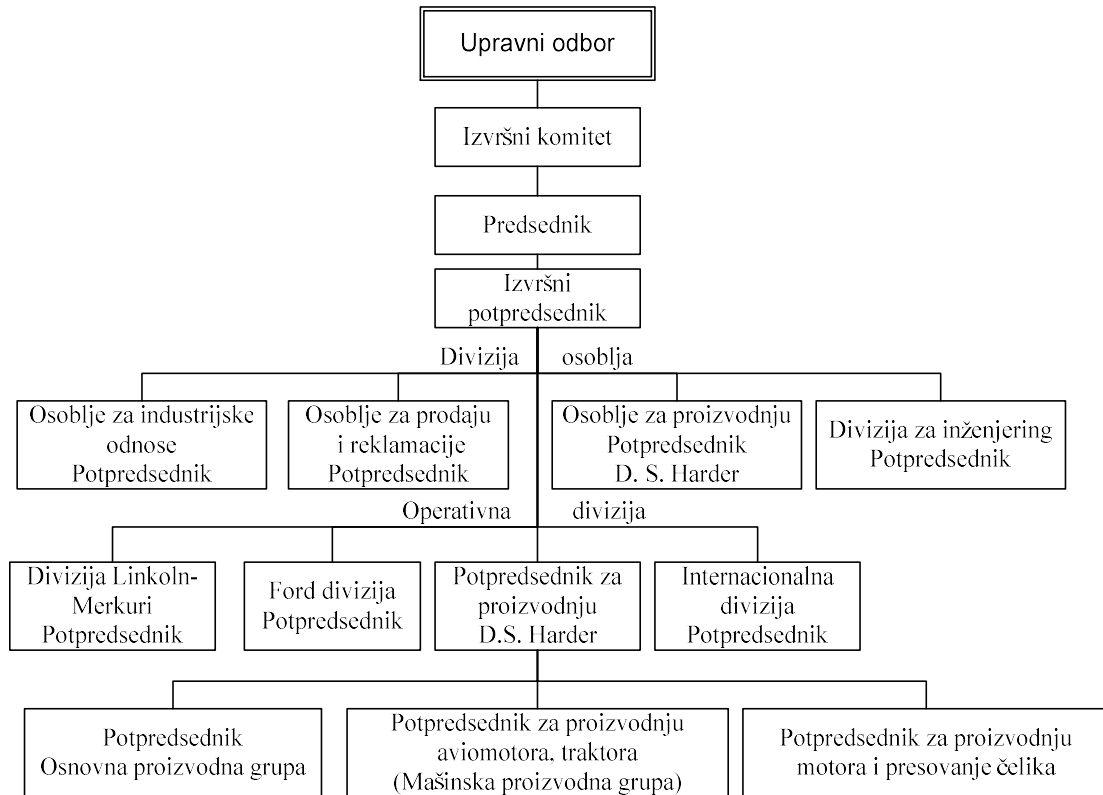 Upravni odbor
Izvršni komitet
Predsednik
Izvršni
potpredsednik
Divizija osoblja
Osoblje za industrijske
odnose
Potpredsednik
Osoblje za prodaju
i reklamacije
Potpredsednik
Osoblje za proizvodnju
Potpredsednik
D. S. Harder
Divizija za inženjering
Potpredsednik
Operativna divizija
Divizija Linkoln-
Merkuri
Potpredsednik
Ford divizija
Potpredsednik
Potpredsednik za
proizvodnju
D.S. Harder
Internacionalna
divizija
Potpredsednik
Potpredsednik
Osnovna proizvodna grupa
Potpredsednik za proizvodnju
aviomotora, traktora
(Mašinska proizvodna grupa)
Potpredsednik za proizvodnju
motora i presovanje čelika